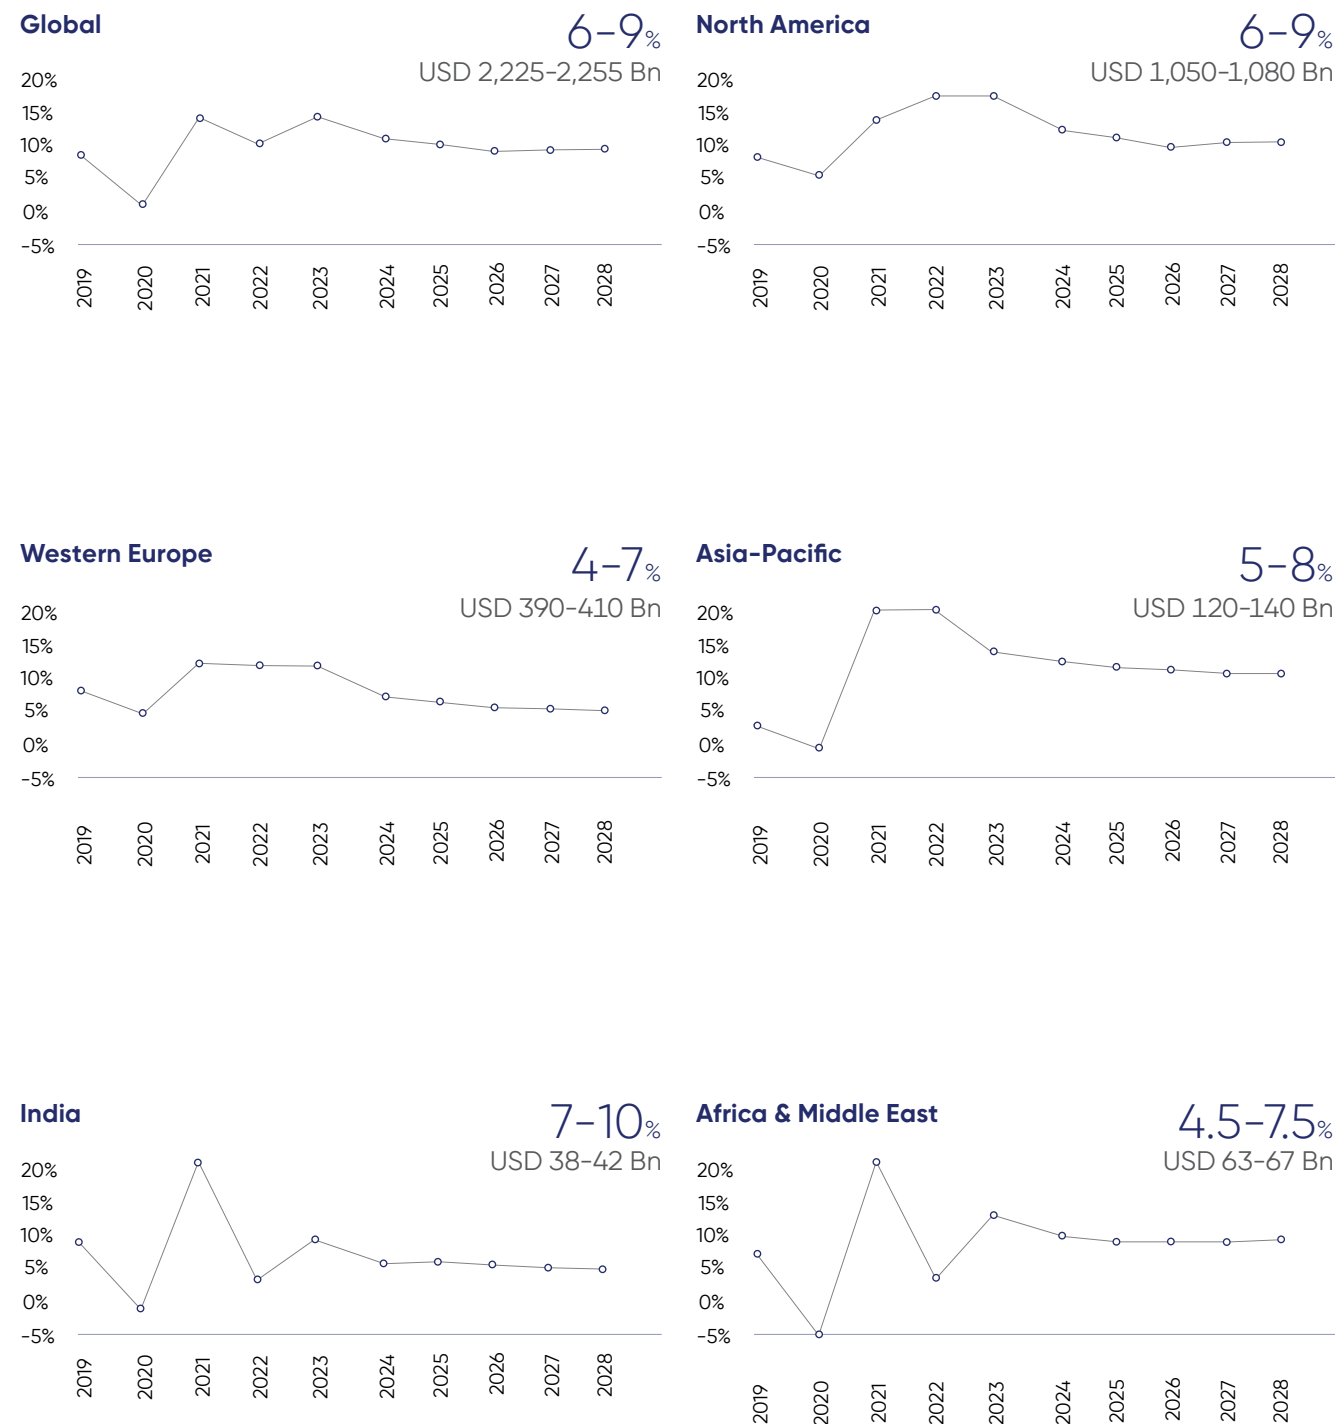 Global
6–9%
USD 2,225–2,255 Bn
20%
15%
10%
5%
0%
–5%
2019 2020 2021 2022 2023 2024 2025 2026 2027 2028
North America
6–9%
USD 1,050–1,080 Bn
20%
15%
10%
5%
0%
–5%
2019 2020 2021 2022 2023 2024 2025 2026 2027 2028
Western Europe
4–7%
USD 390–410 Bn
20%
15%
10%
5%
0%
–5%
2019 2020 2021 2022 2023 2024 2025 2026 2027 2028
Asia-Pacific
5–8%
USD 120–140 Bn
20%
15%
10%
5%
0%
–5%
2019 2020 2021 2022 2023 2024 2025 2026 2027 2028
India
7–10%
USD 38–42 Bn
20%
15%
10%
5%
0%
–5%
2019 2020 2021 2022 2023 2024 2025 2026 2027 2028
Africa & Middle East
4.5–7.5%
USD 63–67 Bn
20%
15%
10%
5%
0%
–5%
2019 2020 2021 2022 2023 2024 2025 2026 2027 2028